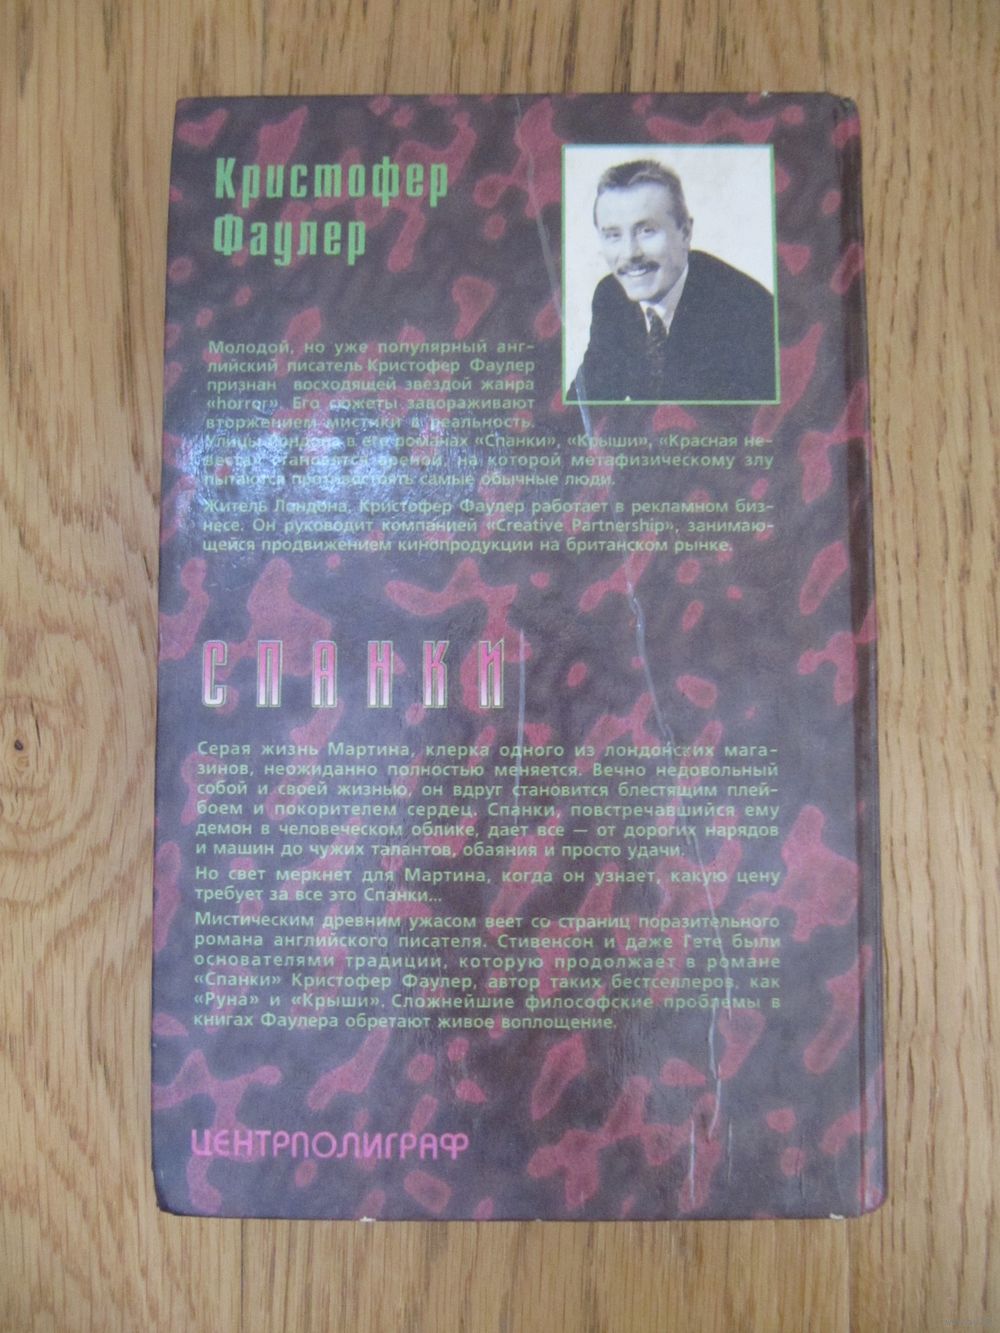 Кристофер
Фаулер
Молодой, но уже популярный анг-
лийский писатель Кристофер Фаулер
признан восходящей звездой жанра
«horror». Его сюжеты завораживают
вторжением мистики в реальность.
Улицы Лондона в его романах «Спанки», «Крыши», «Красная не-
веста» становятся ареной, на которой метафизическому злу
пытаются противостоять самые обычные люди.
Житель Лондона, Кристофер Фаулер работает в рекламном биз-
несе. Он руководит компанией «Creative Partnership», занимаю-
щейся продвижением кинопродукции на британском рынке.
СПАНКИ
Серая жизнь Мартина, клерка одного из лондонских мага-
зинов, неожиданно полностью меняется. Вечно недовольный
собой и своей жизнью, он вдруг становится блестящим плей-
боем и покорителем сердец. Спанки, повстречавшийся ему
демон в человеческом облике, дает все — от дорогих нарядов
и машин до чужих талантов, обаяния и просто удачи.
Но свет меркнет для Мартина, когда он узнает, какую цену
требует за все это Спанки...
Мистическим древним ужасом веет со страниц поразительного
романа английского писателя. Стивенсон и даже Гете были
основателями традиции, которую продолжает в романе
«Спанки» Кристофер Фаулер, автор таких бестселлеров, как
«Руна» и «Крыши». Сложнейшие философские проблемы в
книгах Фаулера обретают живое воплощение.
ЦЕНТРПОЛИГРАФ